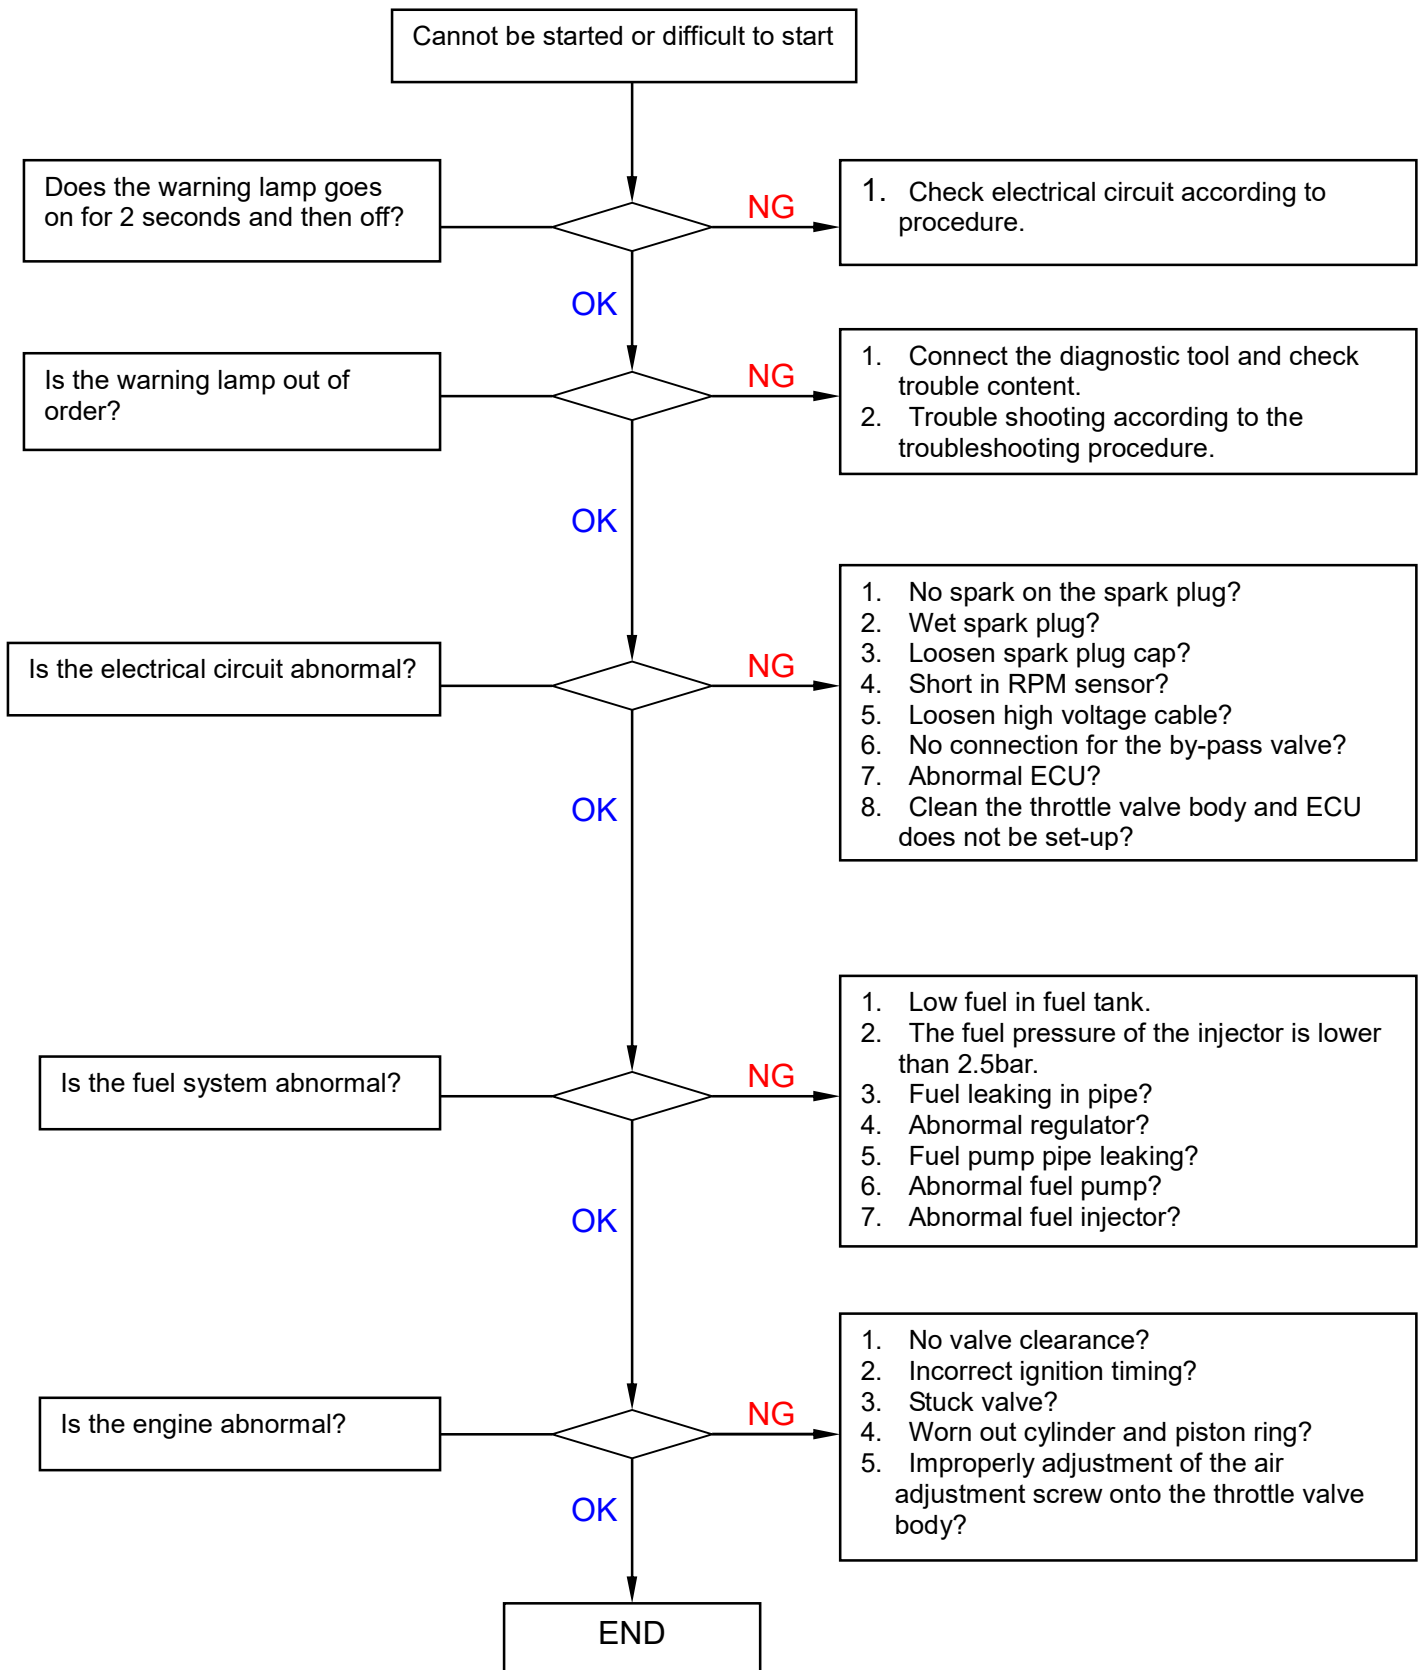 Cannot be started or difficult to start
Does the warning lamp goes
on for 2 seconds and then off?
NG
1. Check electrical circuit according to
procedure.
OK
Is the warning lamp out of
order?
NG
1. Connect the diagnostic tool and check
trouble content.
2. Trouble shooting according to the
troubleshooting procedure.
OK
Is the electrical circuit abnormal?
NG
1. No spark on the spark plug?
2. Wet spark plug?
3. Loosen spark plug cap?
4. Short in RPM sensor?
5. Loosen high voltage cable?
6. No connection for the by-pass valve?
7. Abnormal ECU?
8. Clean the throttle valve body and ECU
does not be set-up?
OK
Is the fuel system abnormal?
NG
1. Low fuel in fuel tank.
2. The fuel pressure of the injector is lower
than 2.5bar.
3. Fuel leaking in pipe?
4. Abnormal regulator?
5. Fuel pump pipe leaking?
6. Abnormal fuel pump?
7. Abnormal fuel injector?
OK
Is the engine abnormal?
NG
1. No valve clearance?
2. Incorrect ignition timing?
3. Stuck valve?
4. Worn out cylinder and piston ring?
5. Improperly adjustment of the air
adjustment screw onto the throttle valve
body?
OK
END